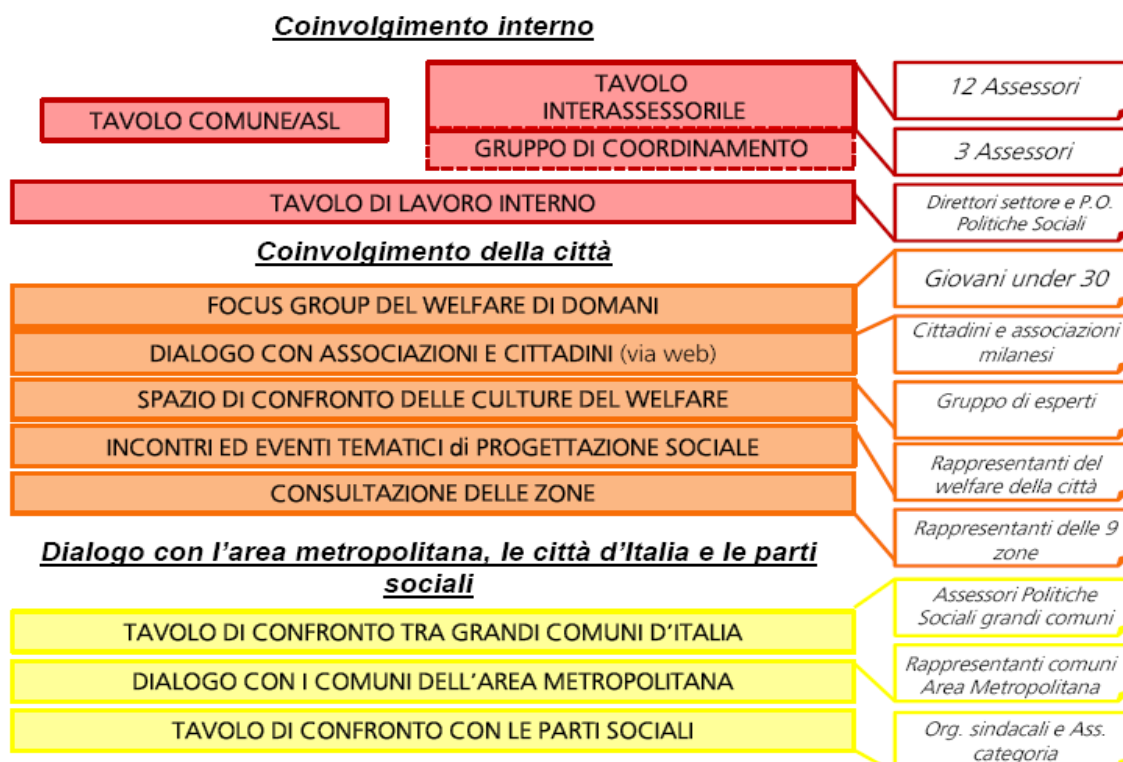 Coinvolgimento interno
TAVOLO COMUNE/ASL
TAVOLO
INTERASSESSORILE
12 Assessori
GRUPPO DI COORDINAMENTO
3 Assessori
TAVOLO DI LAVORO INTERNO
Direttori settore e P.O.
Politiche Sociali
Coinvolgimento della città
FOCUS GROUP DEL WELFARE DI DOMANI
Giovani under 30
DIALOGO CON ASSOCIAZIONI E CITTADINI (via web)
Cittadini e associazioni
milanesi
SPAZIO DI CONFRONTO DELLE CULTURE DEL WELFARE
Gruppo di esperti
INCONTRI ED EVENTI TEMATICI di PROGETTAZIONE SOCIALE
Rappresentanti del
welfare della città
CONSULTAZIONE DELLE ZONE
Rappresentanti delle 9
zone
Dialogo con l'area metropolitana, le città d'Italia e le parti
sociali
TAVOLO DI CONFRONTO TRA GRANDI COMUNI D'ITALIA
Assessori Politiche
Sociali grandi comuni
DIALOGO CON I COMUNI DELL'AREA METROPOLITANA
Rappresentanti comuni
Area Metropolitana
TAVOLO DI CONFRONTO CON LE PARTI SOCIALI
Org. sindacali e Ass.
categoria